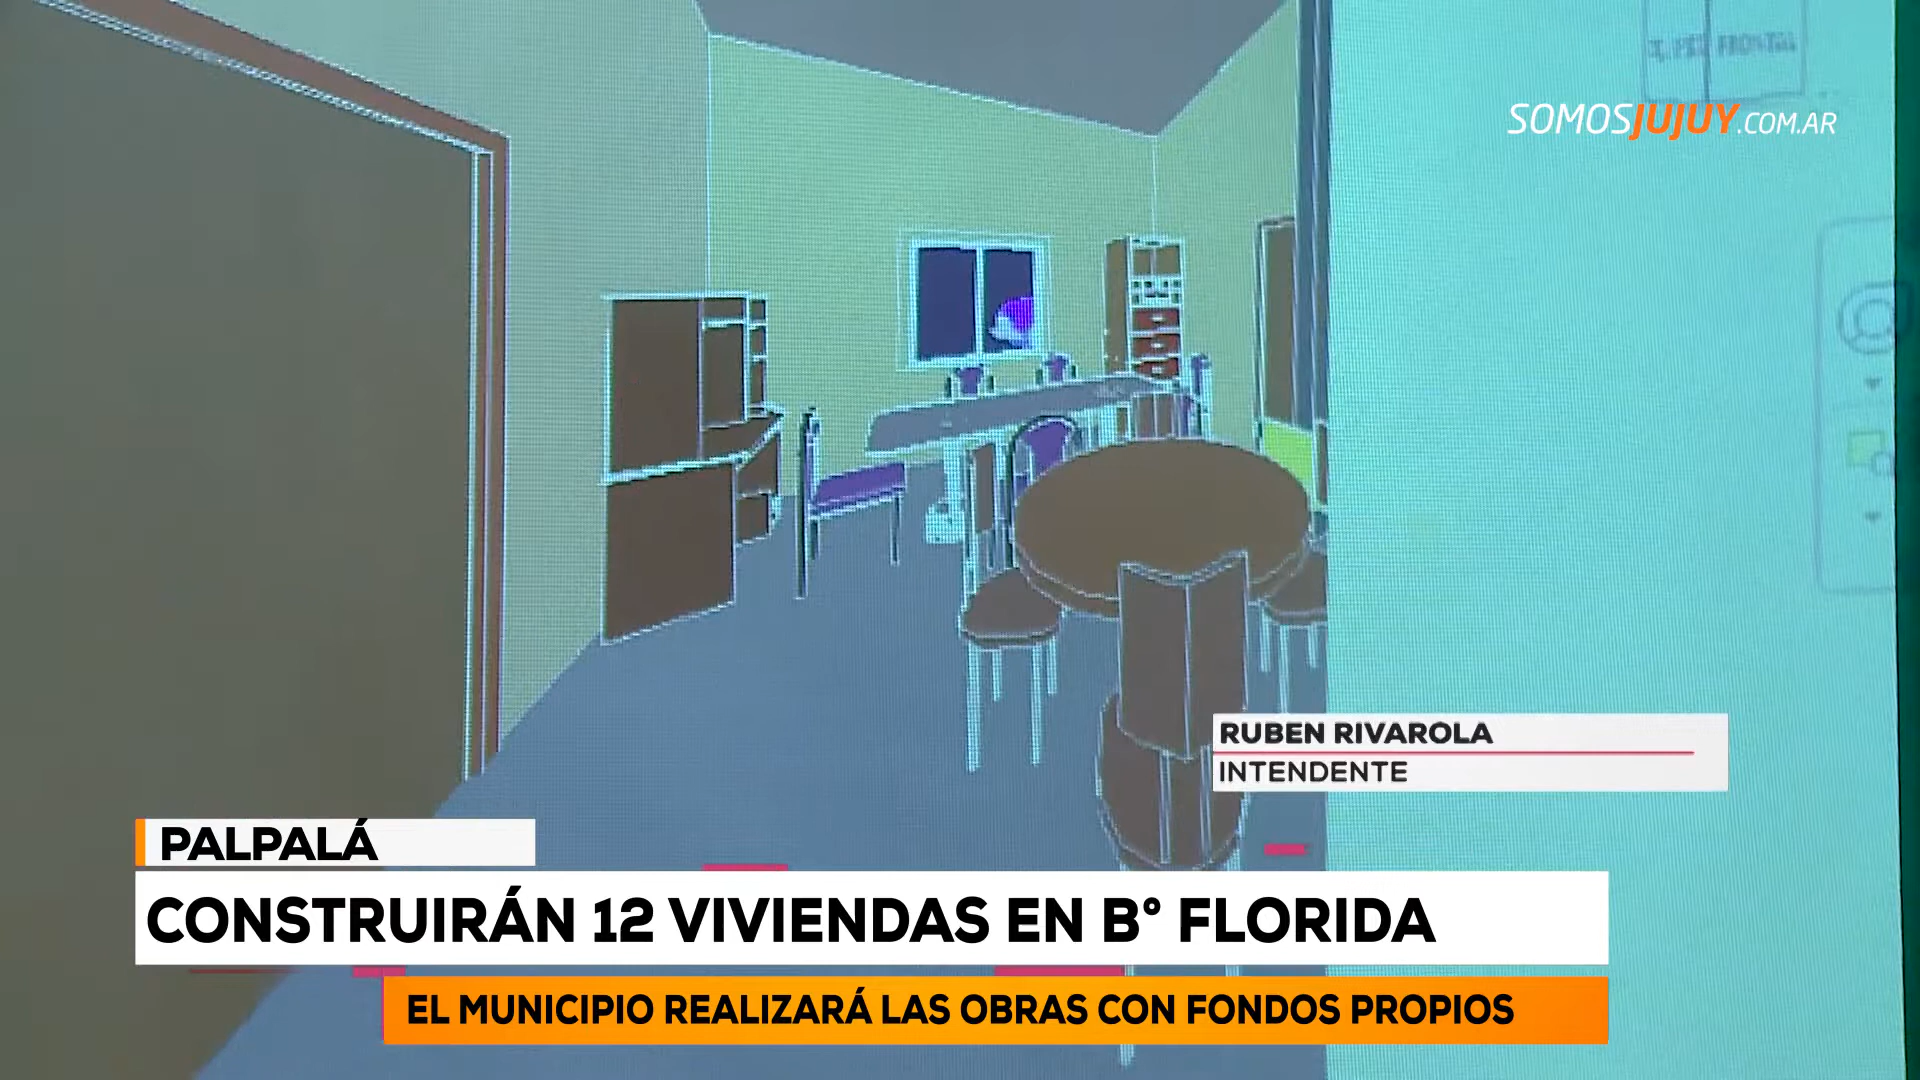 SOMOSJUJUY.COM.AR
RUBEN RIVAROLA
INTENDENTE
PALPALÁ
CONSTRUIRÁN 12 VIVIENDAS EN B° FLORIDA
EL MUNICIPIO REALIZARÁ LAS OBRAS CON FONDOS PROPIOS